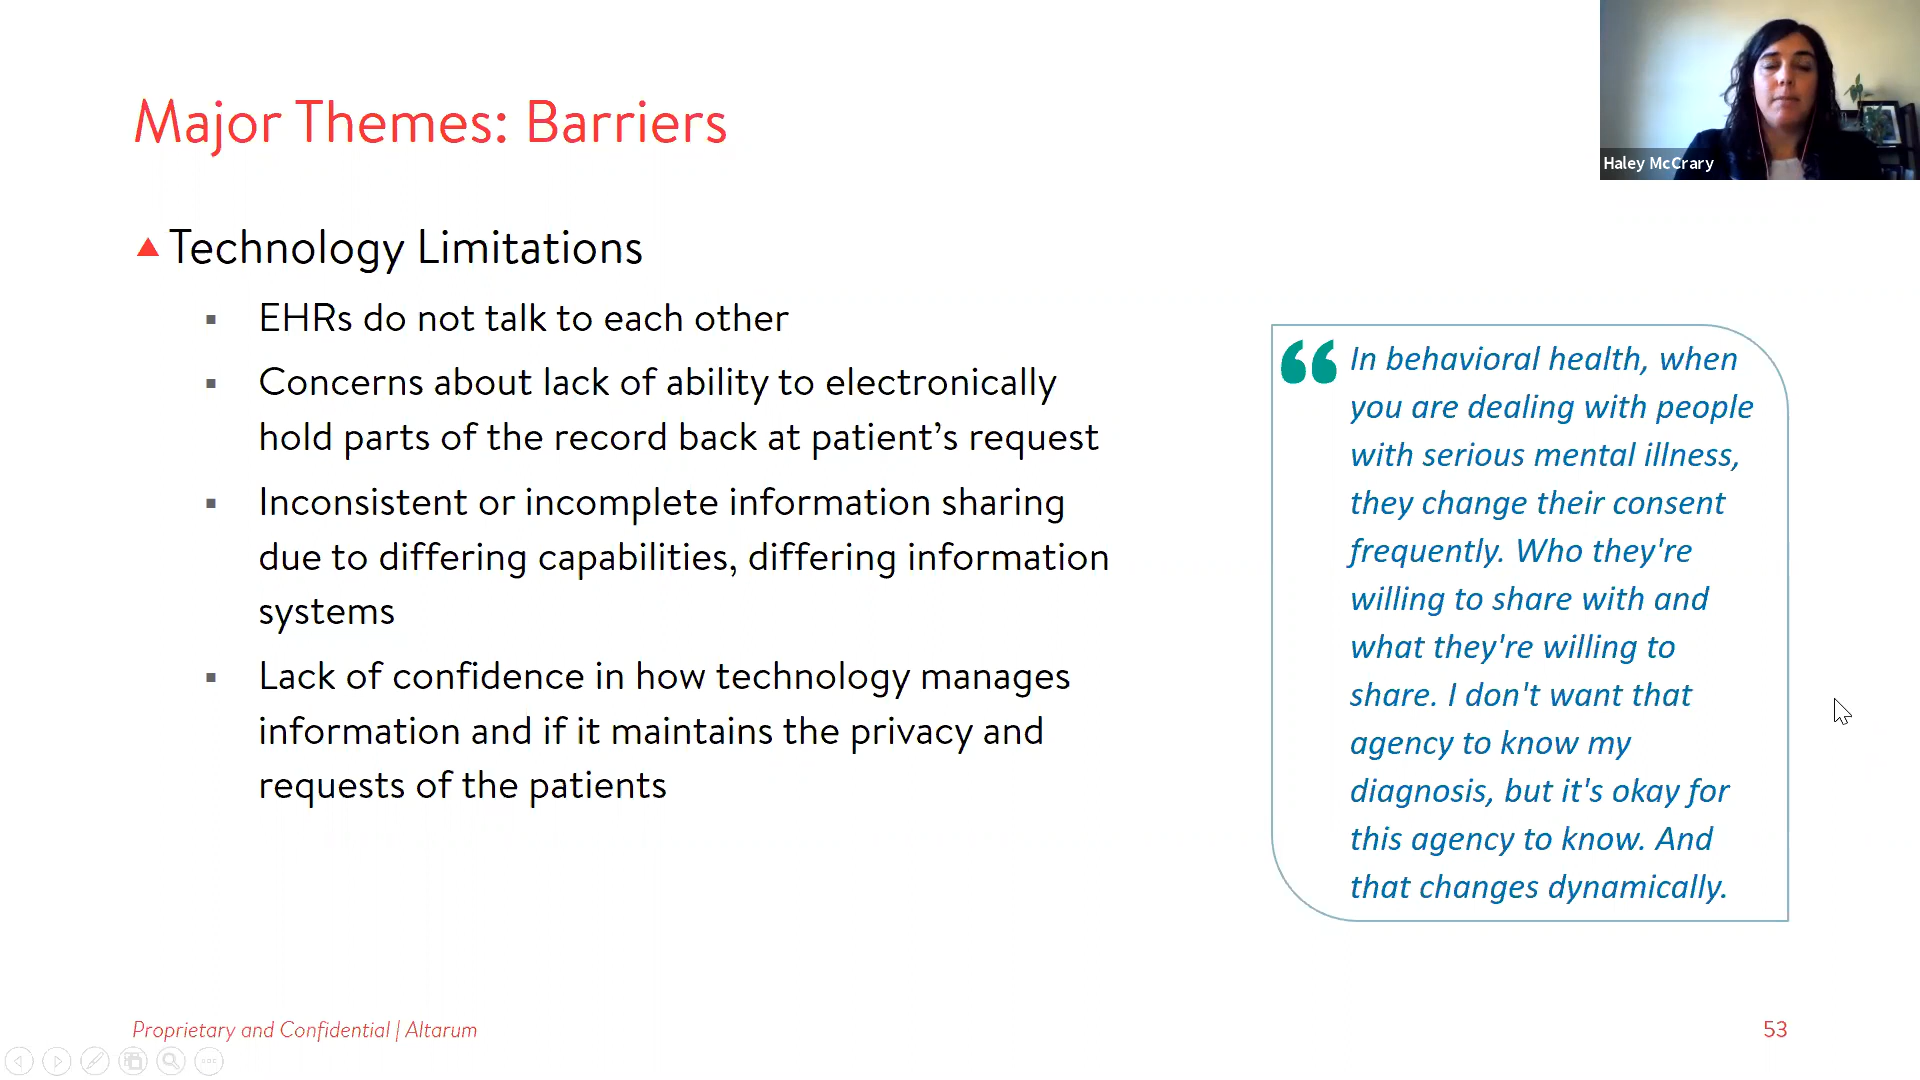 Major Themes: Barriers
Haley McCrary
Technology Limitations
EHRs do not talk to each other
Concerns about lack of ability to electronically
hold parts of the record back at patient’s request
Inconsistent or incomplete information sharing
due to differing capabilities, differing information
systems
Lack of confidence in how technology manages
information and if it maintains the privacy and
requests of the patients
“ In behavioral health, when
you are dealing with people
with serious mental illness,
they change their consent
frequently. Who they're
willing to share with and
what they're willing to
share. I don't want that
agency to know my
diagnosis, but it's okay for
this agency to know. And
that changes dynamically.
Proprietary and Confidential | Altarum
53